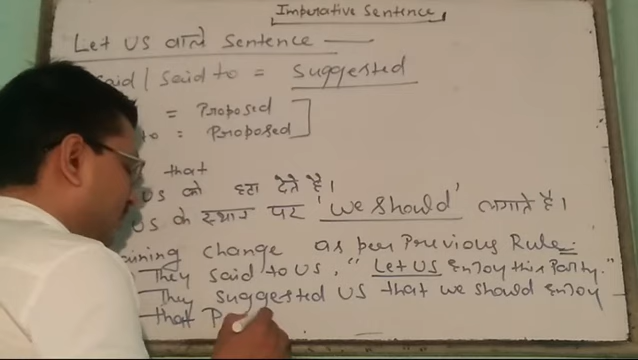 Imperative Sentence
Let US वाले Sentence
said | said to = Suggested
= Proposed
to = Proposed
that
US को हटा देते है।
US के स्थान पर 'we should' लगाते है।
change as per Previous Rule
They said to US, "Let US Enjoy this Party."
They suggested US that we should Enjoy
that P